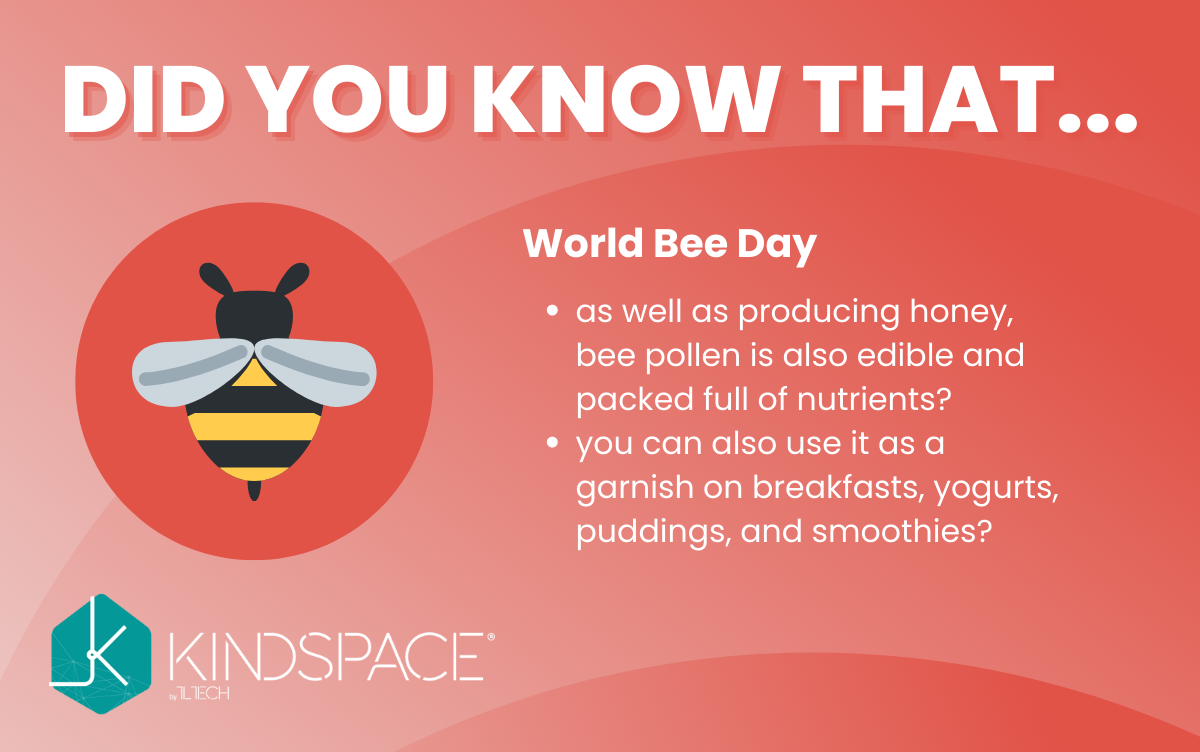 DID YOU KNOW THAT...
World Bee Day
• as well as producing honey,
bee pollen is also edible and
packed full of nutrients?
• you can also use it as a
garnish on breakfasts, yogurts,
puddings, and smoothies?
KINDSPACE®
by TLTECH